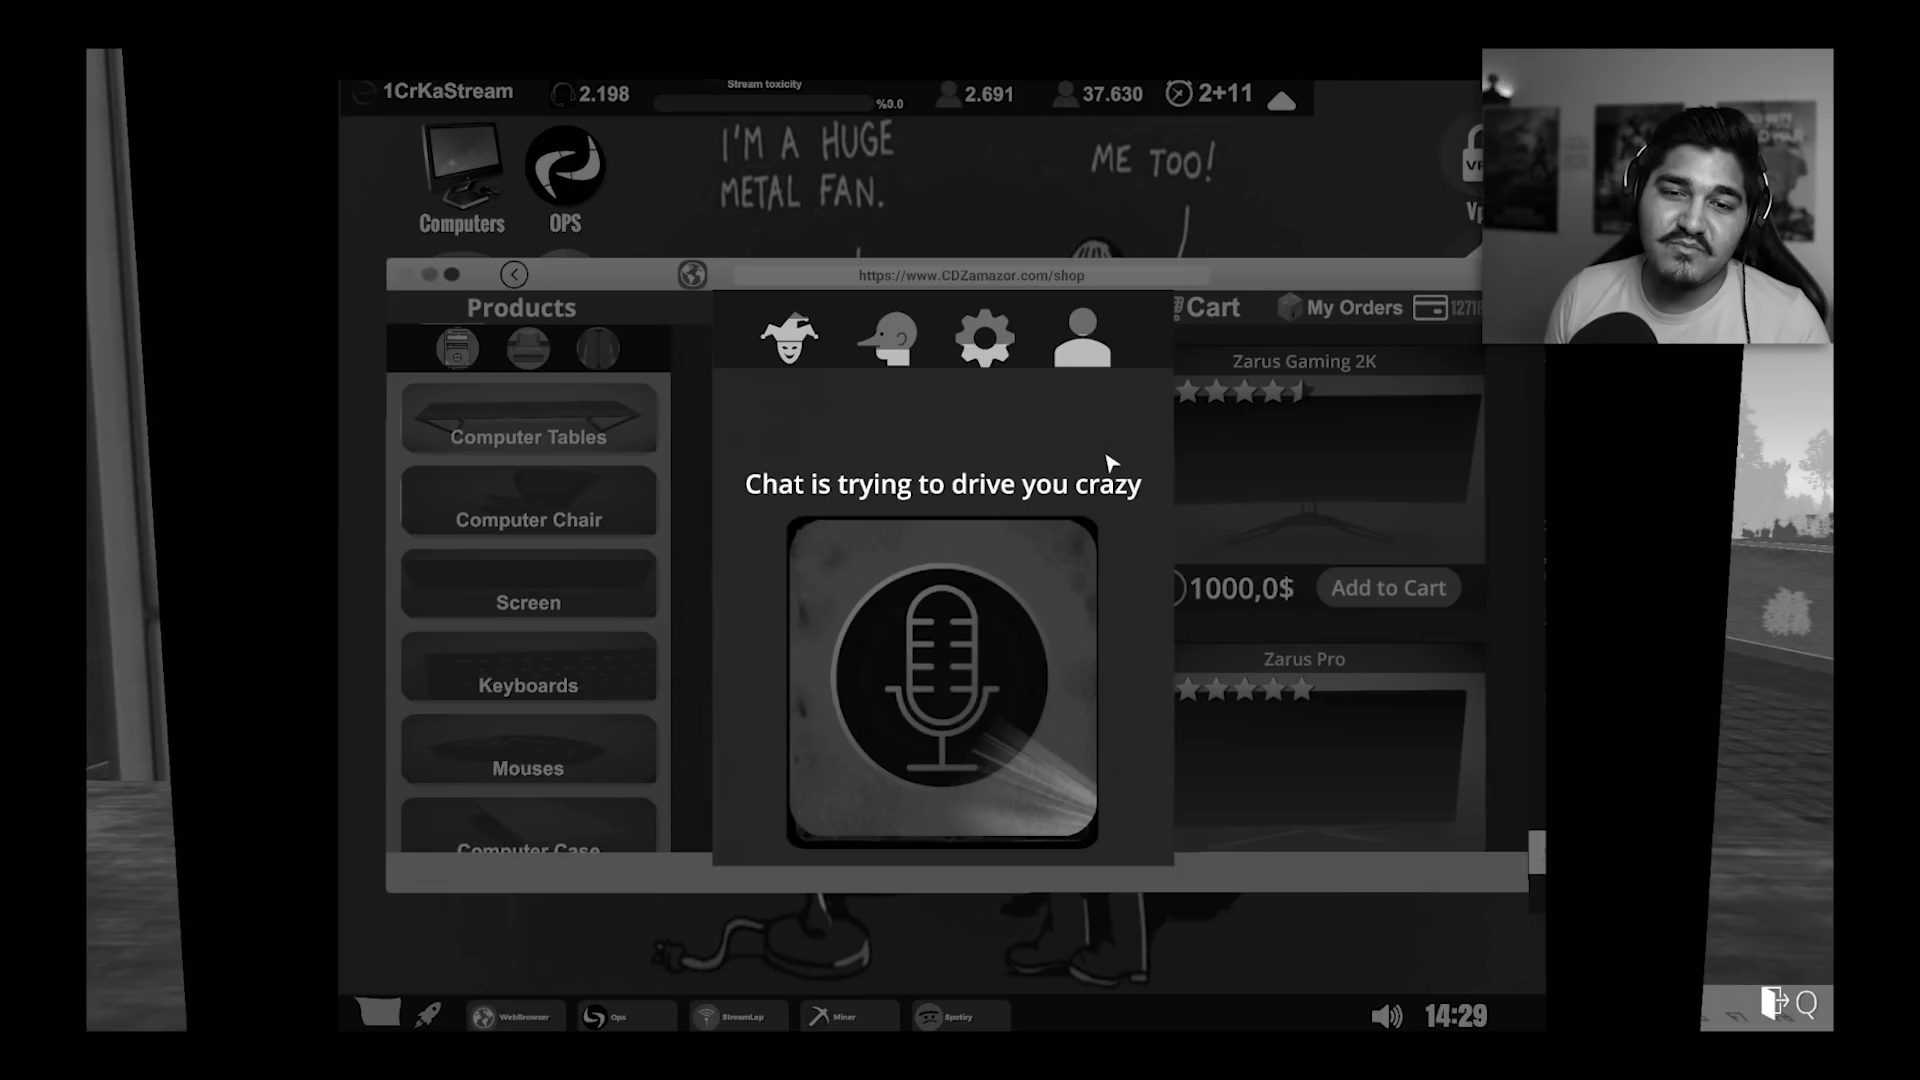 1CrKaStream
2.198
Stream toxicity
%0.0
2.691
37.630
2+11
I'M A HUGE
METAL FAN.
ME TOO!
Computers
OPS
https://www.CDZamazor.com/shop
Products
Cart
My Orders
Zarus Gaming 2K
Computer Tables
Chat is trying to drive you crazy
Computer Chair
1000,0$
Add to Cart
Screen
Zarus Pro
Keyboards
Mouses
Computer Case
WebBrowser
Ops
StreamLap
Miner
Spotiry
14:29
Q